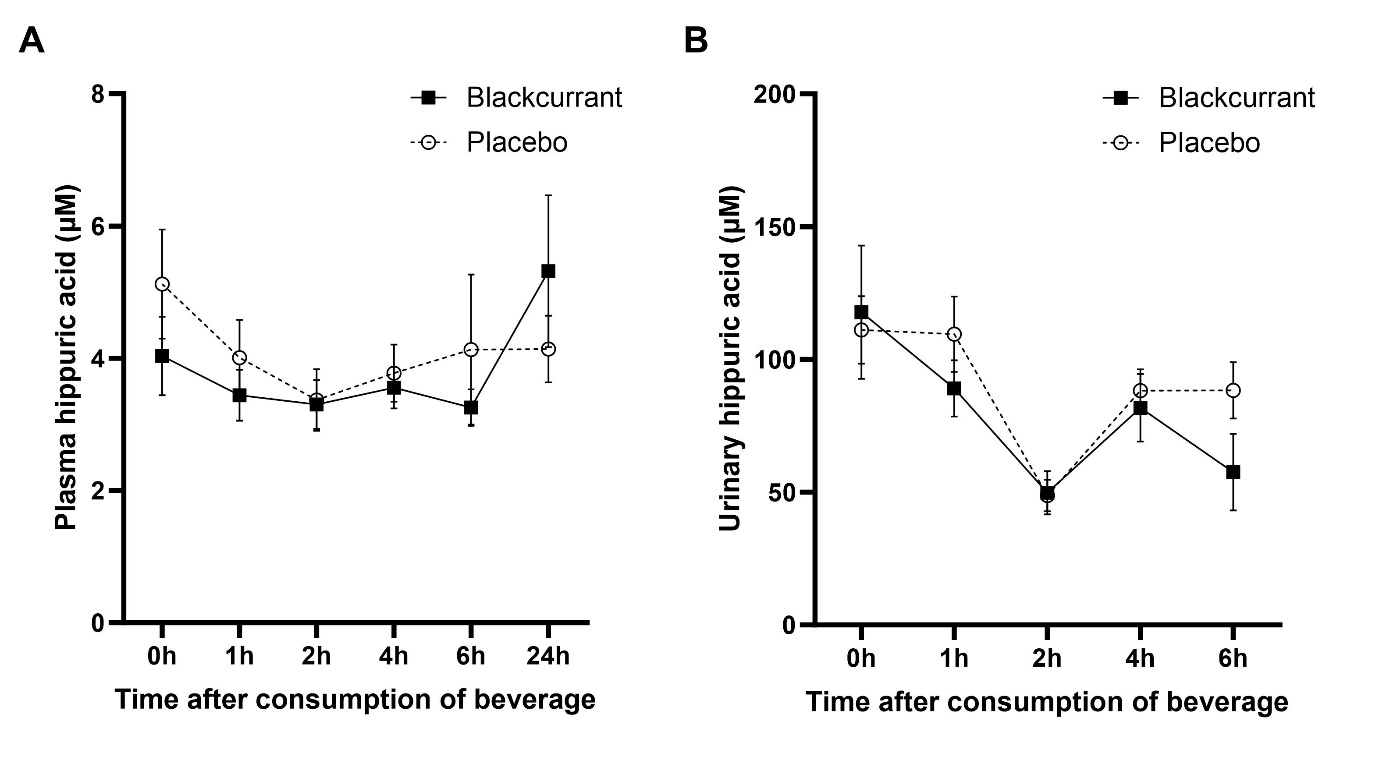 A
Blackcurrant
Placebo
Plasma hippuric acid (μM)
8
6
4
2
0
0h 1h 2h 4h 6h 24h
Time after consumption of beverage
B
Blackcurrant
Placebo
Urinary hippuric acid (μM)
200
150
100
50
0
0h 1h 2h 4h 6h
Time after consumption of beverage